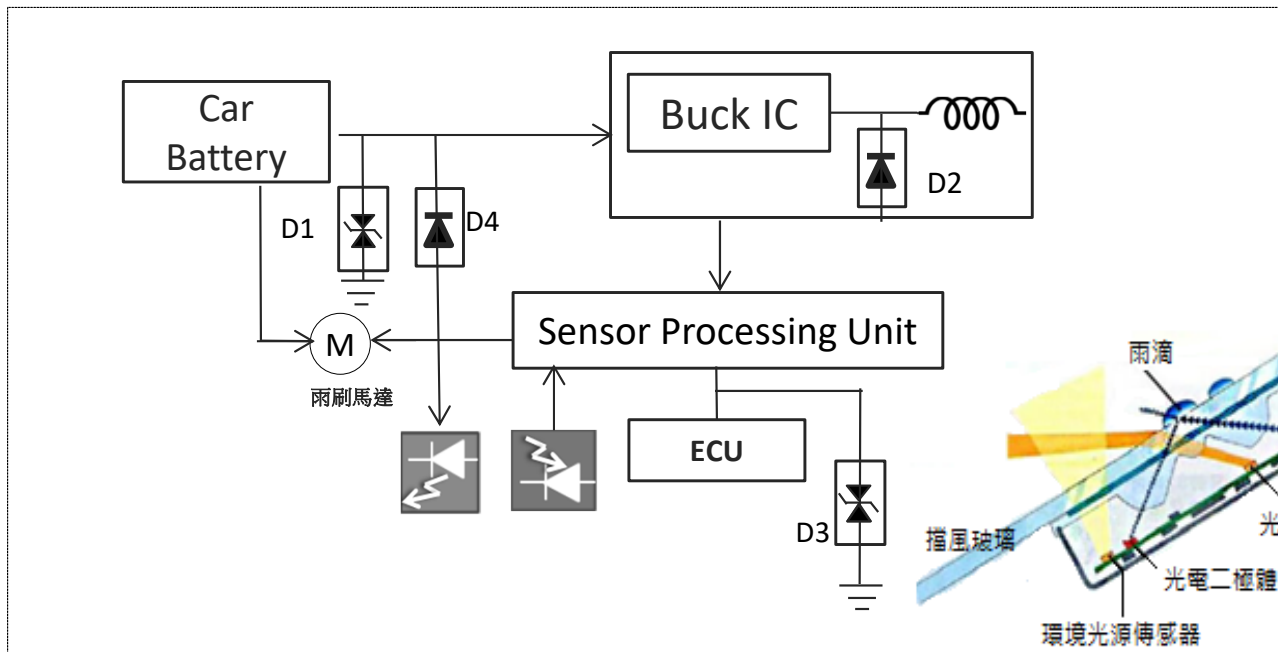 Car
Battery
Buck IC
D2
D1
D4
Sensor Processing Unit
M
雨刷馬達
ECU
D3
雨滴
擋風玻璃
光
光電二極體
環境光源傳感器